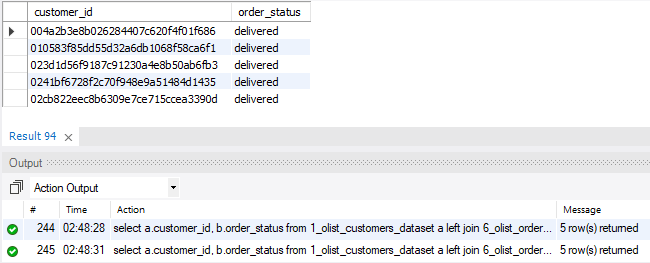 customer_id order_status
004a2b3e8b026284407c620f4f01f686 delivered
010583f85dd55d32a6db1068f58ca6f1 delivered
023d1d56f9187c91230a4e8b50ab6fb3 delivered
0241bf6728f2c70f948e9a51484d1435 delivered
02cb822eec8b6309e7ce715ccea3390d delivered
Result 94
Output
Action Output
# Time Action Message
244 02:48:28 select a.customer_id, b.order_status from 1_olist_customers_dataset a left join 6_olist_order... 5 row(s) returned
245 02:48:31 select a.customer_id, b.order_status from 1_olist_customers_dataset a left join 6_olist_order... 5 row(s) returned